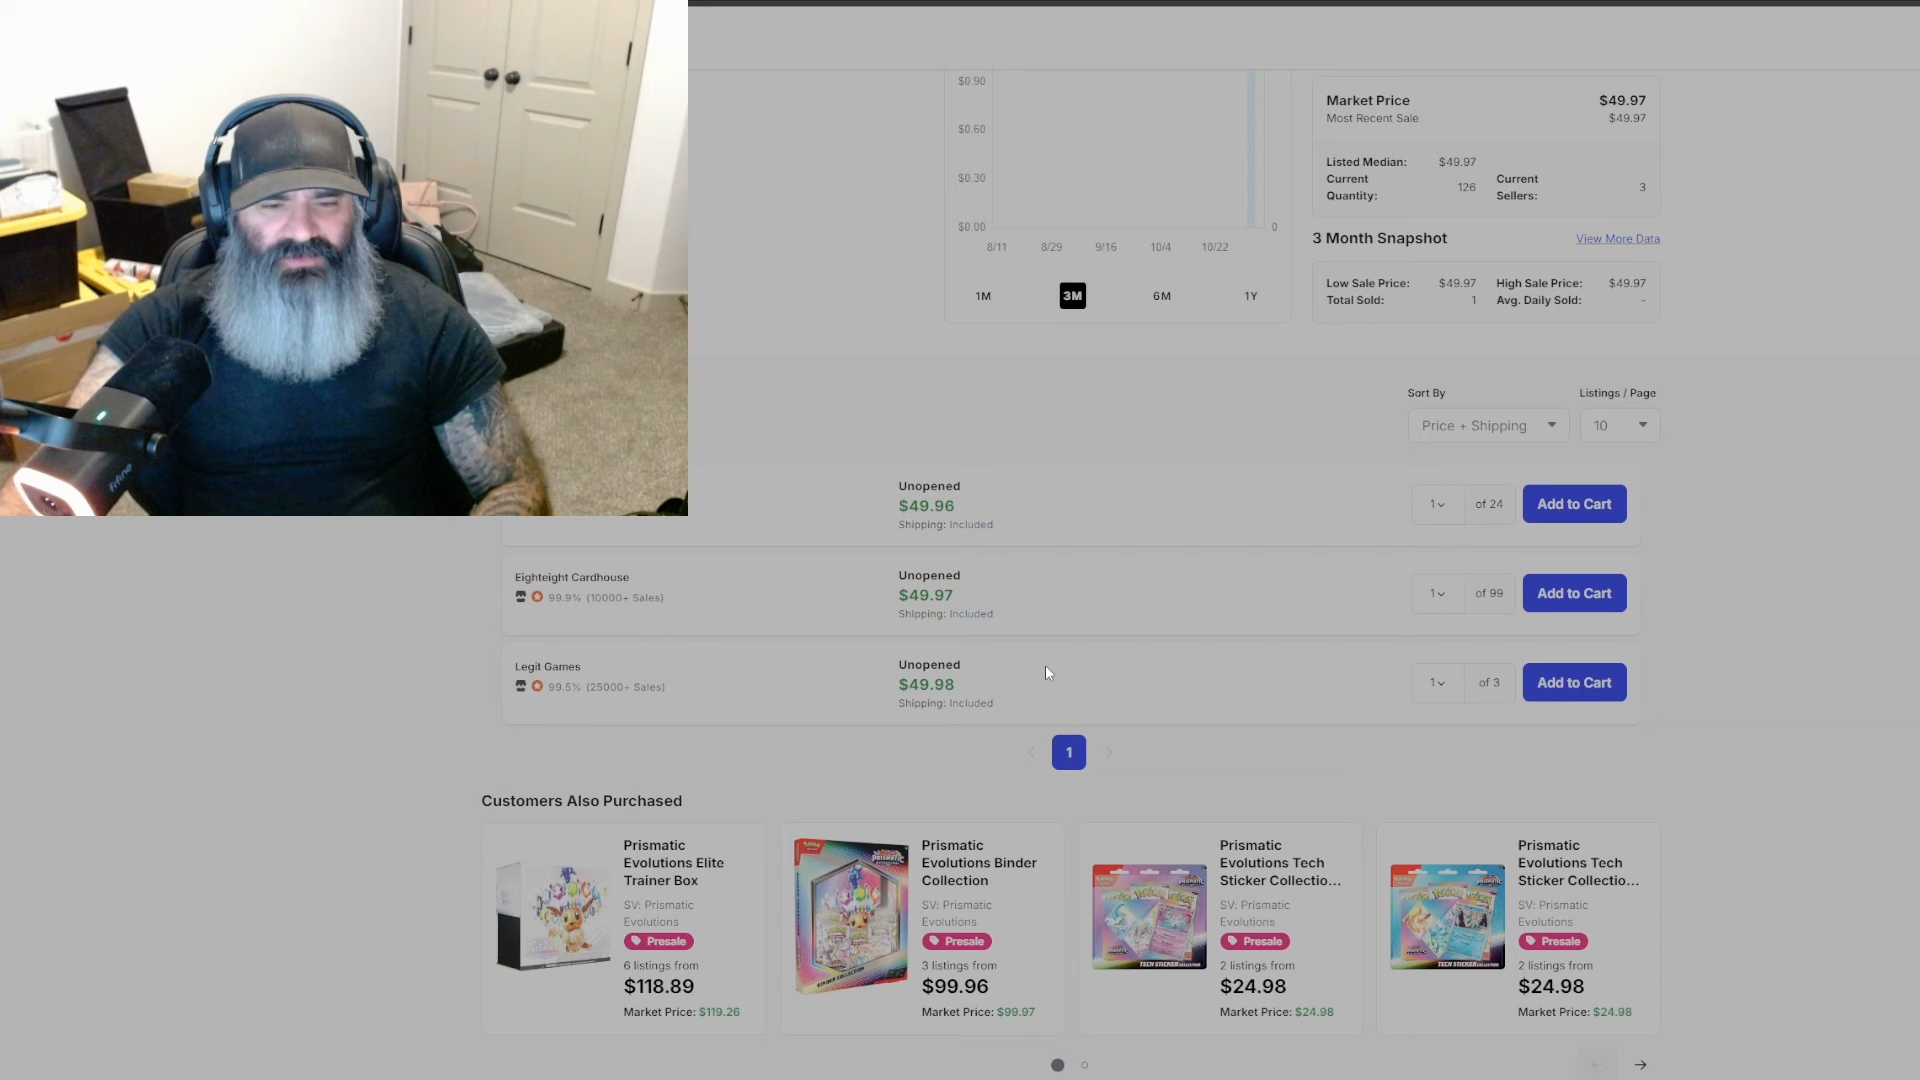 $0.90
$0.60
$0.30
$0.00
0
8/11
8/29
9/16
10/4
10/22
1M
3M
6M
1Y
Market Price
$49.97
Most Recent Sale
$49.97
Listed Median:
$49.97
Current Quantity:
126
Current Sellers:
3
3 Month Snapshot
View More Data
Low Sale Price:
$49.97
High Sale Price:
$49.97
Total Sold:
1
Avg. Daily Sold:
-
Sort By
Listings / Page
Price + Shipping
10
Unopened
$49.96
Shipping: Included
1
of 24
Add to Cart
Eighteight Cardhouse
99.9% (10000+ Sales)
Unopened
$49.97
Shipping: Included
1
of 99
Add to Cart
Legit Games
99.5% (25000+ Sales)
Unopened
$49.98
Shipping: Included
1
of 3
Add to Cart
1
Customers Also Purchased
Prismatic
Evolutions Elite
Trainer Box
SV: Prismatic
Evolutions
Presale
6 listings from
$118.89
Market Price: $119.26
Prismatic
Evolutions Binder
Collection
SV: Prismatic
Evolutions
Presale
3 listings from
$99.96
Market Price: $99.97
Prismatic
Evolutions Tech
Sticker Collectio...
SV: Prismatic
Evolutions
Presale
2 listings from
$24.98
Market Price: $24.98
Prismatic
Evolutions Tech
Sticker Collectio...
SV: Prismatic
Evolutions
Presale
2 listings from
$24.98
Market Price: $24.98
fifine
BINDER COLLECTION
TECH STICKER COLLECTION
TECH STICKER COLLECTION